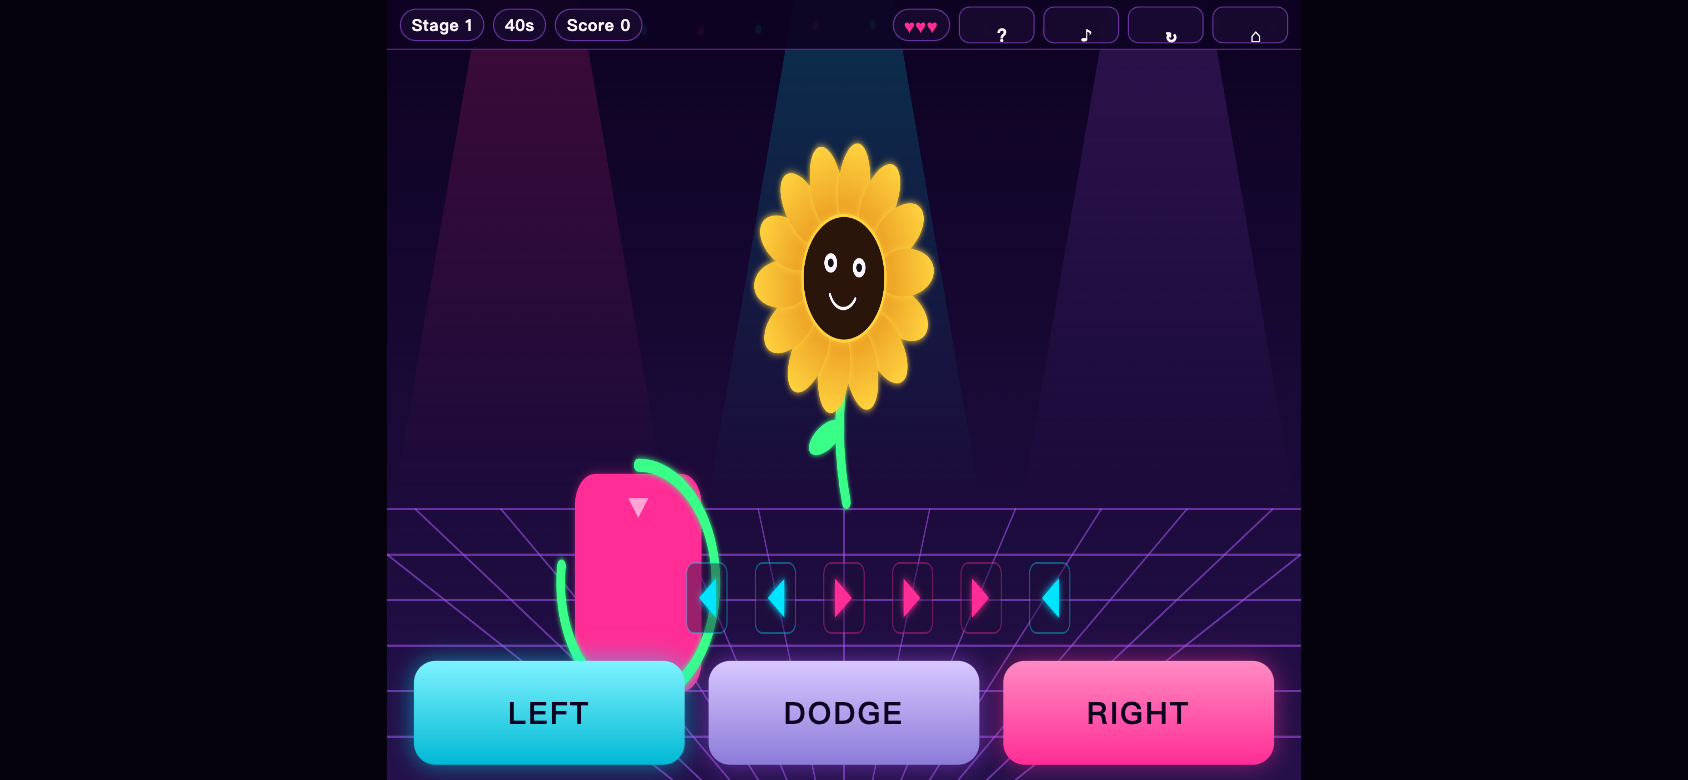 Stage 1 40s Score 0 ♥♥♥ ? ♪ ↻ ⌂
LEFT DODGE RIGHT